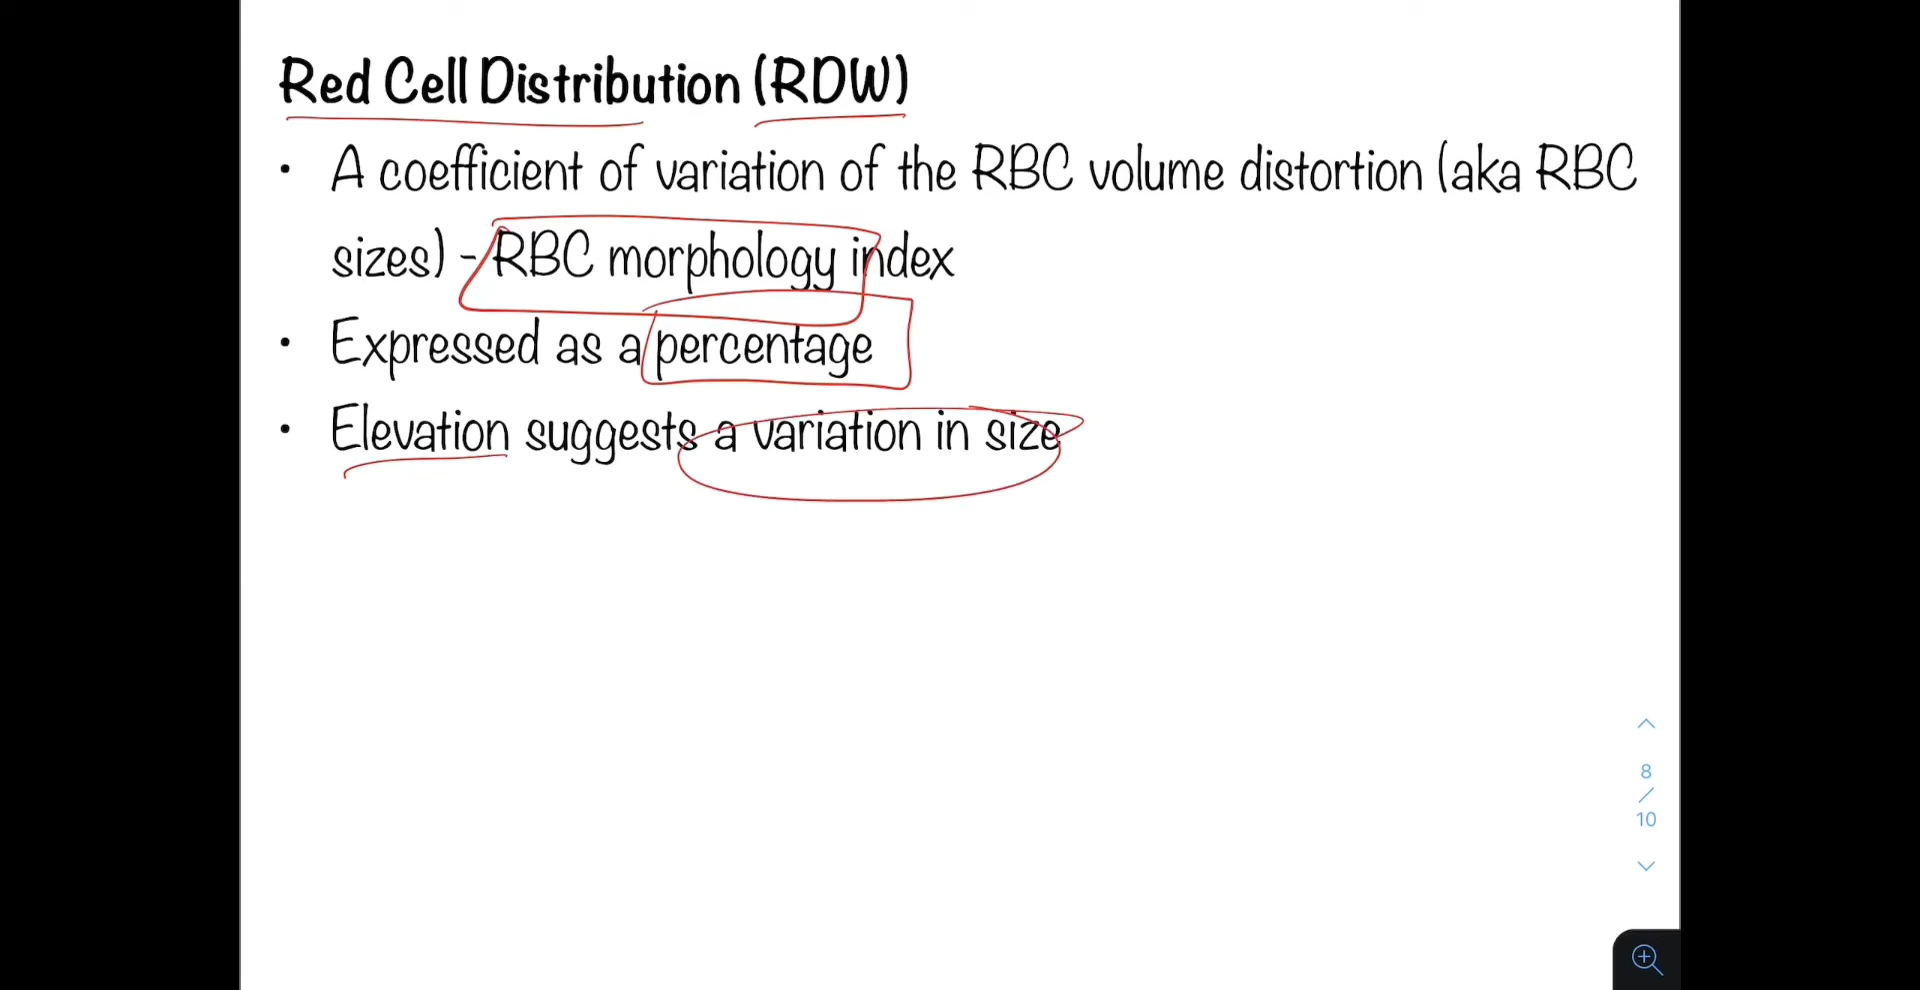 Red Cell Distribution (RDW)
• A coefficient of variation of the RBC volume distortion (aka RBC
sizes) - RBC morphology index
• Expressed as a percentage
• Elevation suggests a variation in size
8
/
10